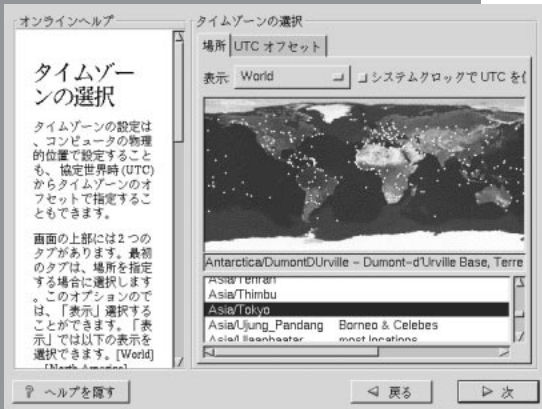 オンラインヘルプ
タイムゾー
ンの選択
タイムゾーンの設定は
、コンピュータの物理
的位置で設定すること
も、 協定世界時 (UTC)
からタイムゾーンのオ
フセットで指定するこ
ともできます。
画面の上部には2 つの
タブがあります。最初
のタブは、場所を指定
する場合に選択します
。このオプションので
は、「表示」選択する
ことができます。「表
示」では以下の表示を
選択できます。[World]
[North America]
タイムゾーンの選択
場所 UTC オフセット
表示: World システムクロックで UTC を
Antarctica/DumontDUrville - Dumont-d'Urville Base, Terre
Asia/Tehran
Asia/Thimbu
Asia/Tokyo
Asia/Ujung_Pandang Borneo & Celebes
Asia/Ulaanbaatar most locations
? ヘルプを隠す 戻る 次